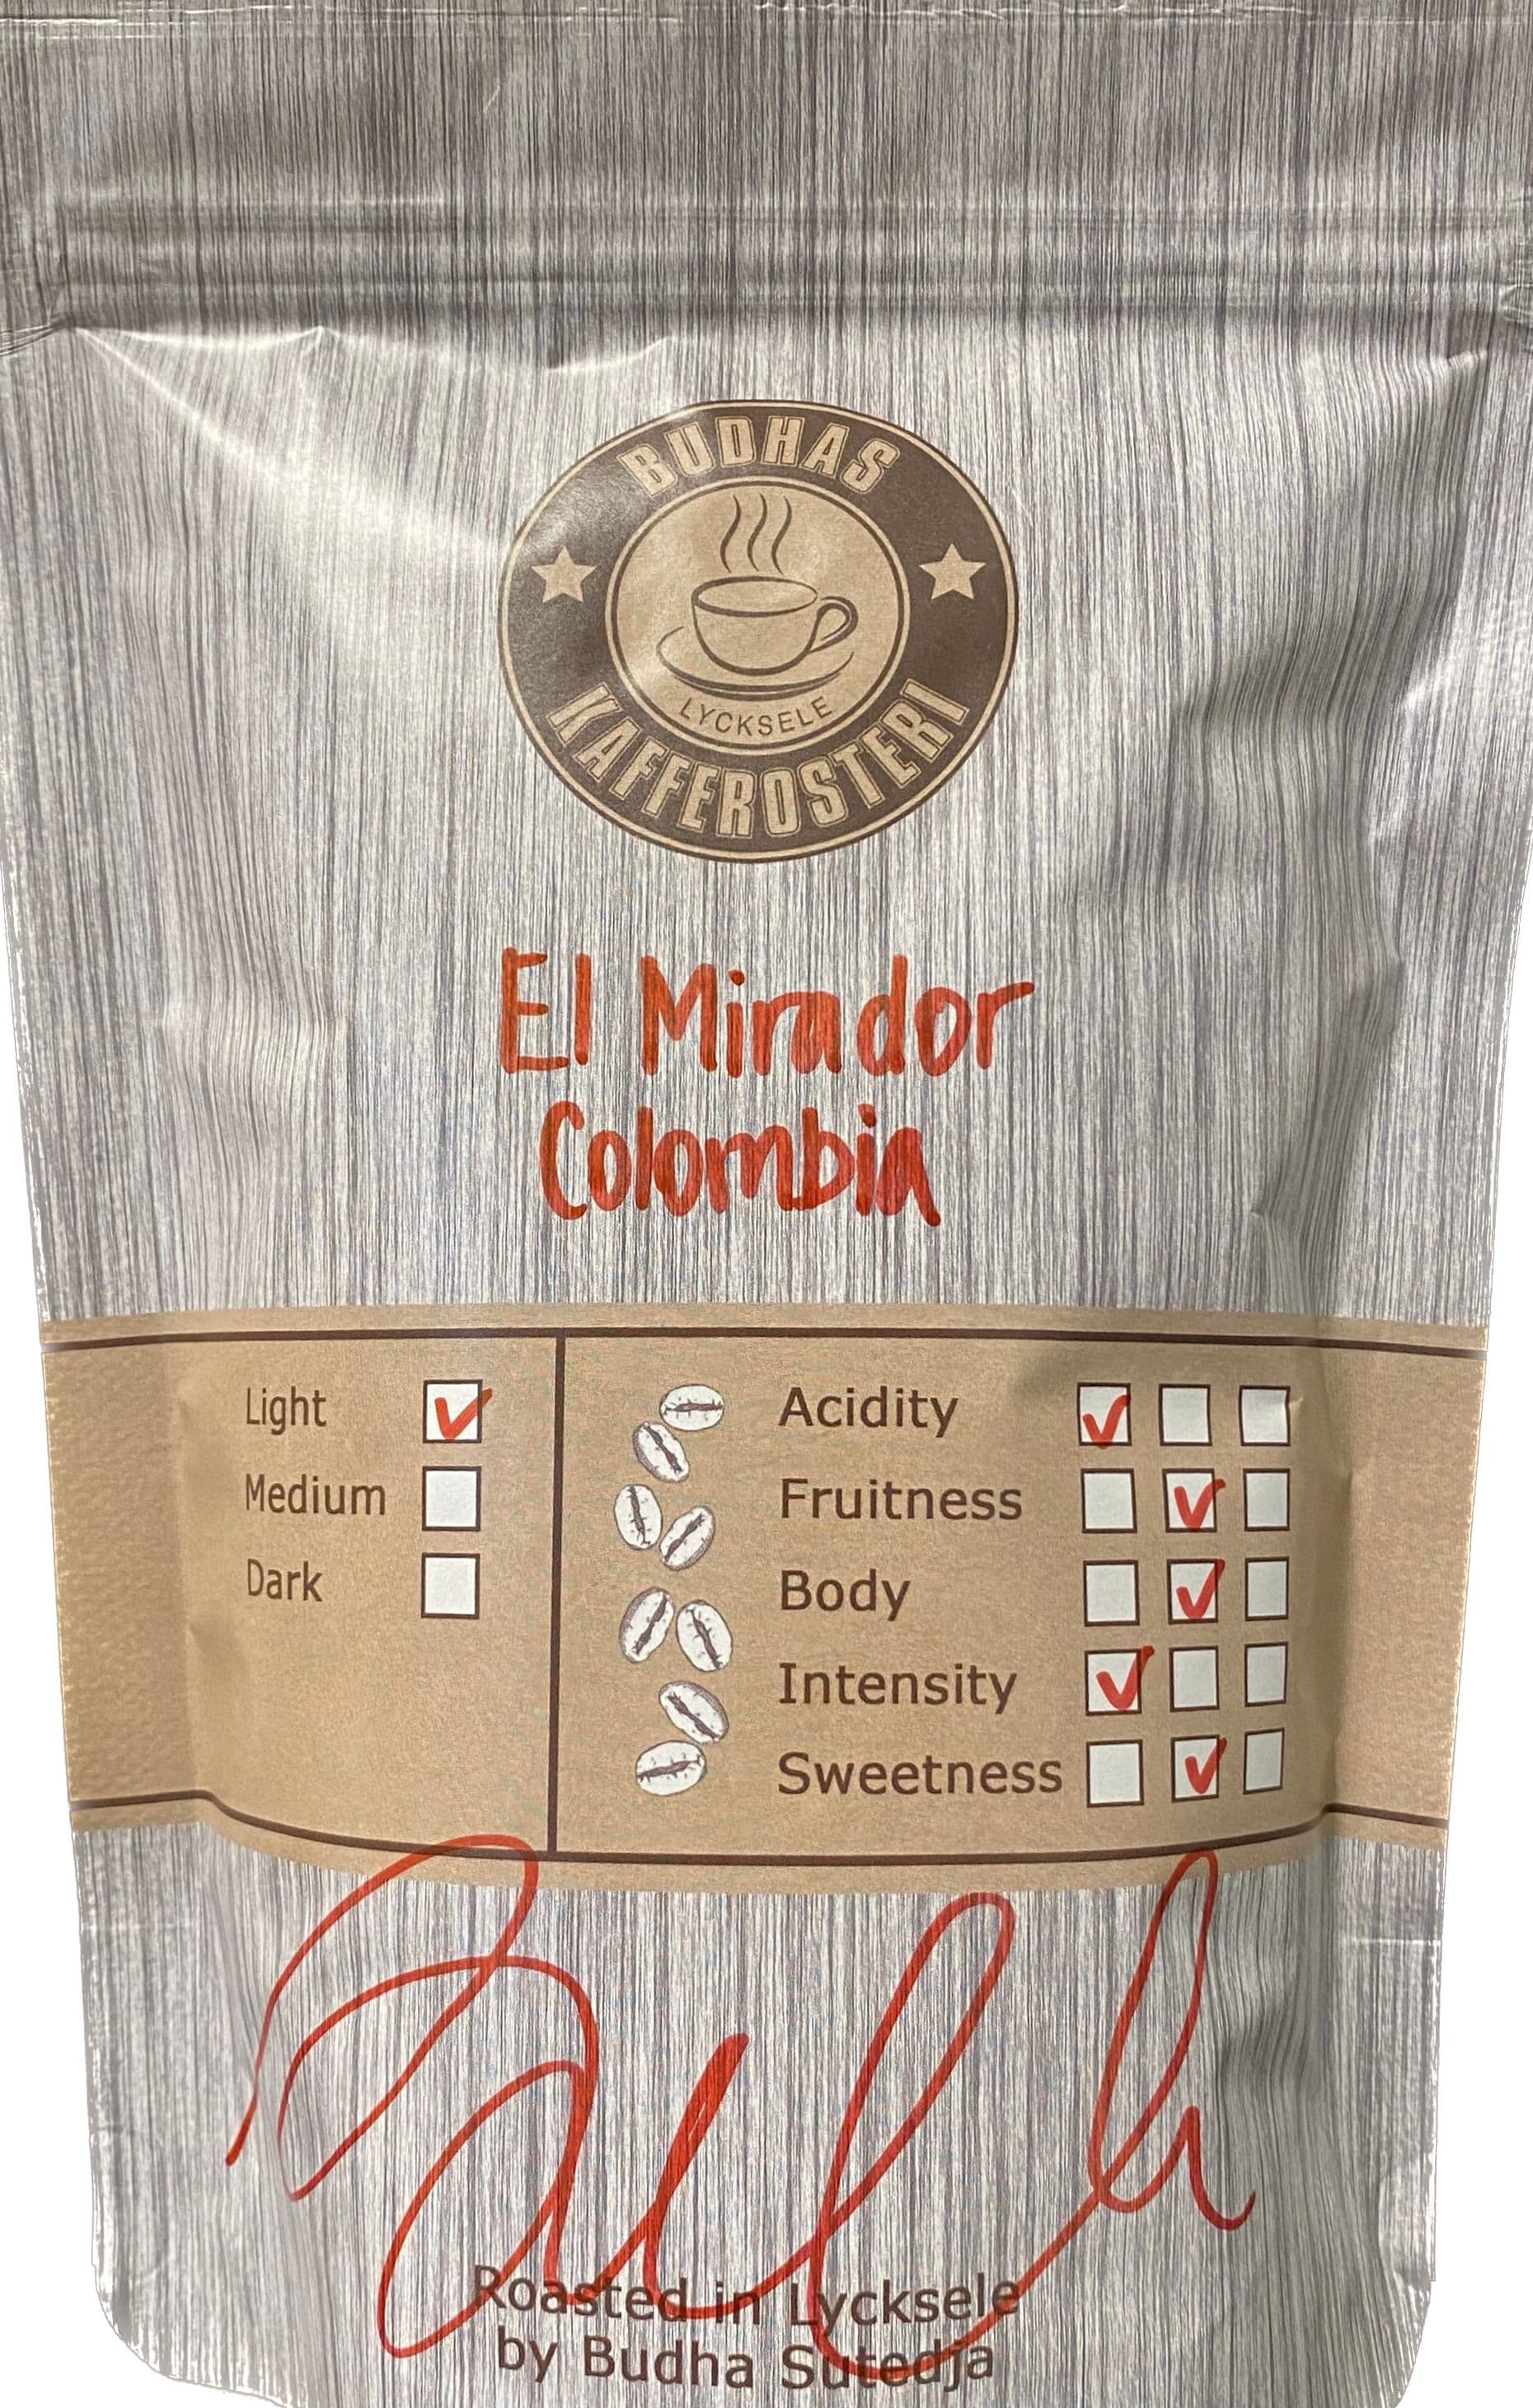 BUDHAS
LYCKSELE
KAFFEROSTERI
El Mirador
Colombia
Light
Medium
Dark
Acidity
Fruitness
Body
Intensity
Sweetness
Roasted in Lycksele
by Budha Sutedja